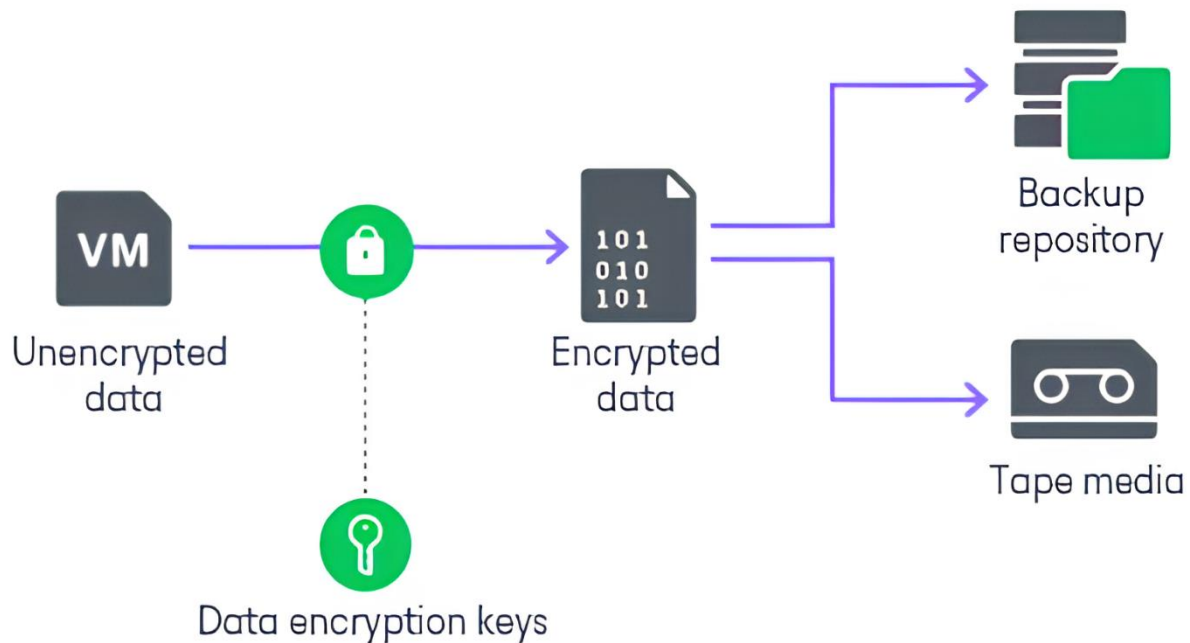 VM
Unencrypted
data
101
010
101
Encrypted
data
Backup
repository
Tape media
Data encryption keys